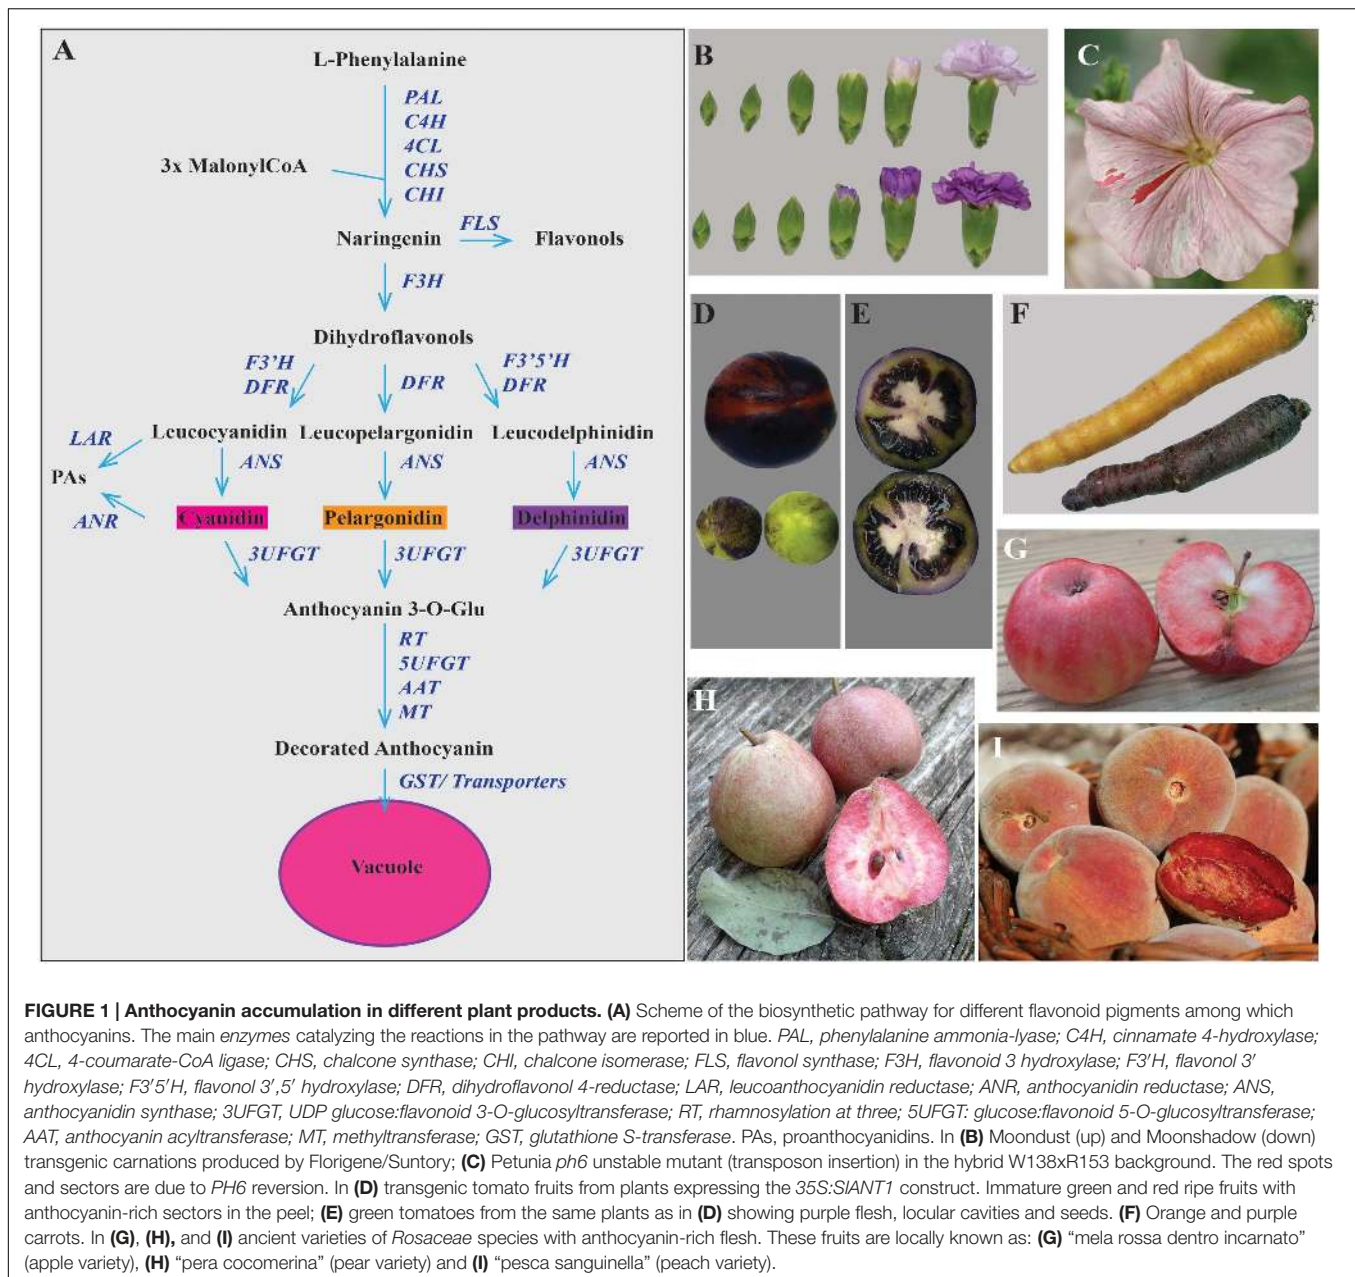 A
L-Phenylalanine
PAL
C4H
4CL
3x MalonylCoA
CHS
CHI
FLS
Naringenin
Flavonols
F3H
Dihydroflavonols
F3'H
DFR
DFR
F3'5'H
DFR
LAR
Leucocyanidin
Leucopelargonidin
Leucodelphinidin
ANS
ANS
ANS
PAs
ANR
Cyanidin
Pelargonidin
Delphinidin
3UFGT
3UFGT
3UFGT
Anthocyanin 3-O-Glu
RT
5UFGT
AAT
MT
Decorated Anthocyanin
GST/ Transporters
Vacuole
B
C
D
E
F
G
H
I
FIGURE 1 | Anthocyanin accumulation in different plant products. (A) Scheme of the biosynthetic pathway for different flavonoid pigments among which
anthocyanins. The main enzymes catalyzing the reactions in the pathway are reported in blue. PAL, phenylalanine ammonia-lyase; C4H, cinnamate 4-hydroxylase;
4CL, 4-coumarate-CoA ligase; CHS, chalcone synthase; CHI, chalcone isomerase; FLS, flavonol synthase; F3H, flavonoid 3 hydroxylase; F3′H, flavonol 3′
hydroxylase; F3′5′H, flavonol 3′,5′ hydroxylase; DFR, dihydroflavonol 4-reductase; LAR, leucoanthocyanidin reductase; ANR, anthocyanidin reductase; ANS,
anthocyanidin synthase; 3UFGT, UDP glucose:flavonoid 3-O-glucosyltransferase; RT, rhamnosylation at three; 5UFGT: glucose:flavonoid 5-O-glucosyltransferase;
AAT, anthocyanin acyltransferase; MT, methyltransferase; GST, glutathione S-transferase. PAs, proanthocyanidins. In (B) Moondust (up) and Moonshadow (down)
transgenic carnations produced by Florigene/Suntory; (C) Petunia ph6 unstable mutant (transposon insertion) in the hybrid W138xR153 background. The red spots
and sectors are due to PH6 reversion. In (D) transgenic tomato fruits from plants expressing the 35S:SlANT1 construct. Immature green and red ripe fruits with
anthocyanin-rich sectors in the peel; (E) green tomatoes from the same plants as in (D) showing purple flesh, locular cavities and seeds. (F) Orange and purple
carrots. In (G), (H), and (I) ancient varieties of Rosaceae species with anthocyanin-rich flesh. These fruits are locally known as: (G) “mela rossa dentro incarnato”
(apple variety), (H) “pera cocomerina” (pear variety) and (I) “pesca sanguinella” (peach variety).